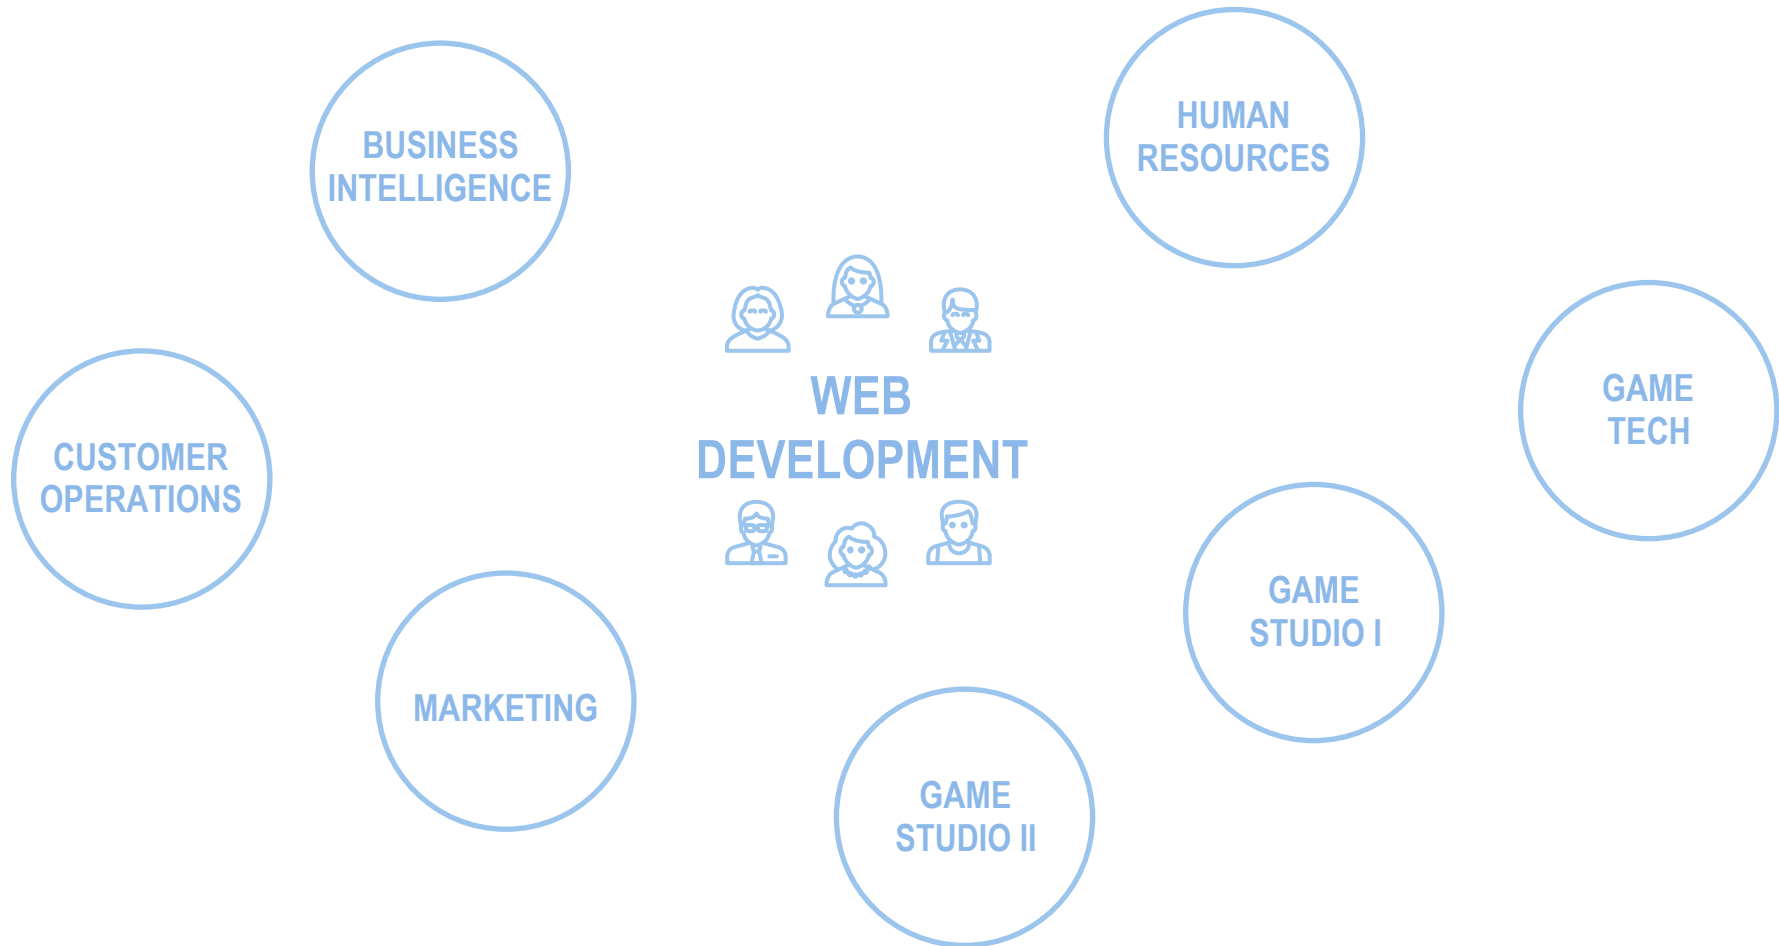 BUSINESS
INTELLIGENCE
HUMAN
RESOURCES
WEB
DEVELOPMENT
GAME
TECH
CUSTOMER
OPERATIONS
GAME
STUDIO I
MARKETING
GAME
STUDIO II